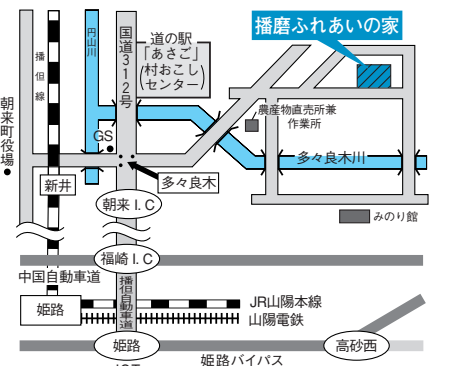 播磨ふれあいの家
円山川
国道312号
道の駅
「あさご」
(村おこし
センター)
播但線
朝来町役場
農産物直売所兼
作業所
GS
多々良木川
新井
多々良木
朝来I.C
みのり館
福崎I.C
中国自動車道
播但自動車道
姫路
JR山陽本線
山陽電鉄
姫路
高砂西
姫路バイパス